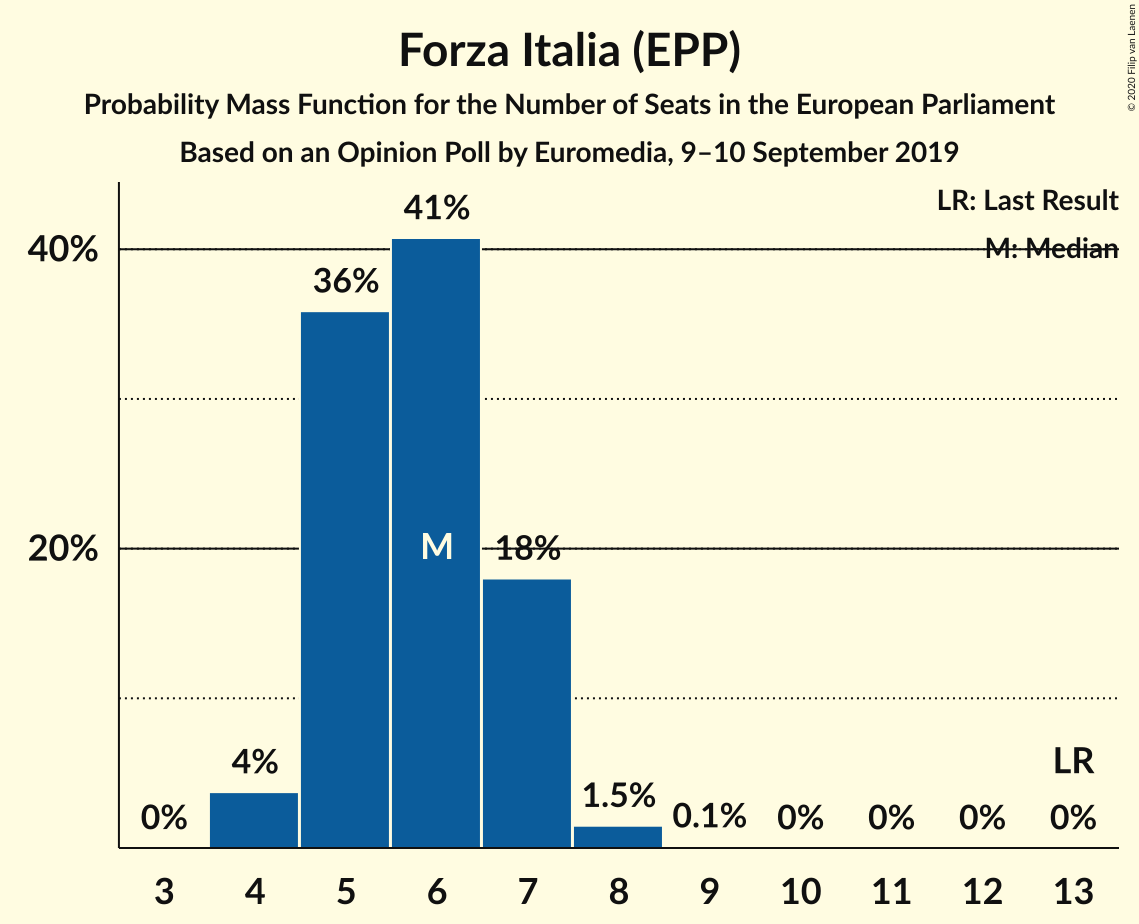 Forza Italia (EPP)
Probability Mass Function for the Number of Seats in the European Parliament
Based on an Opinion Poll by Euromedia, 9–10 September 2019
© 2020 Filip van Laenen
LR: Last Result
M: Median
40%
20%
0%
4%
36%
41%
M
18%
1.5%
0.1%
0%
0%
0%
LR
0%
3 4 5 6 7 8 9 10 11 12 13